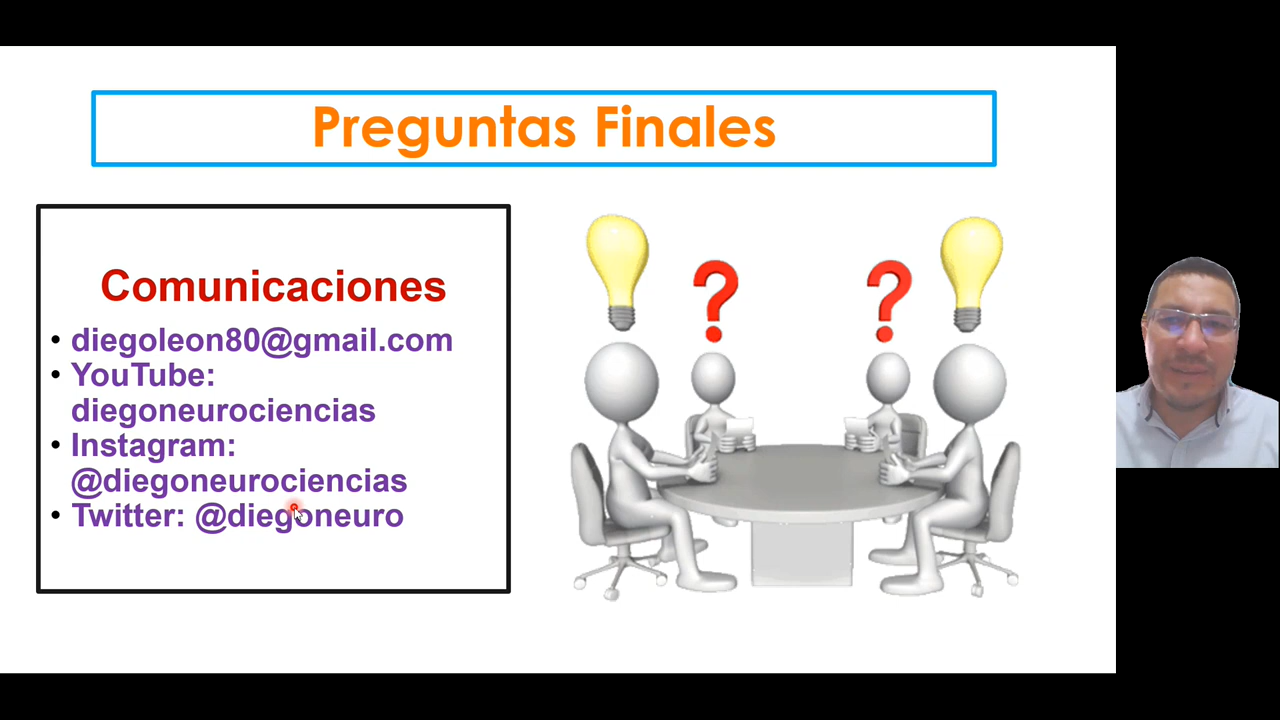 Preguntas Finales
Comunicaciones
• diegoleon80@gmail.com
• YouTube:
diegoneurociencias
• Instagram:
@diegoneurociencias
• Twitter: @diegoneuro
? ?